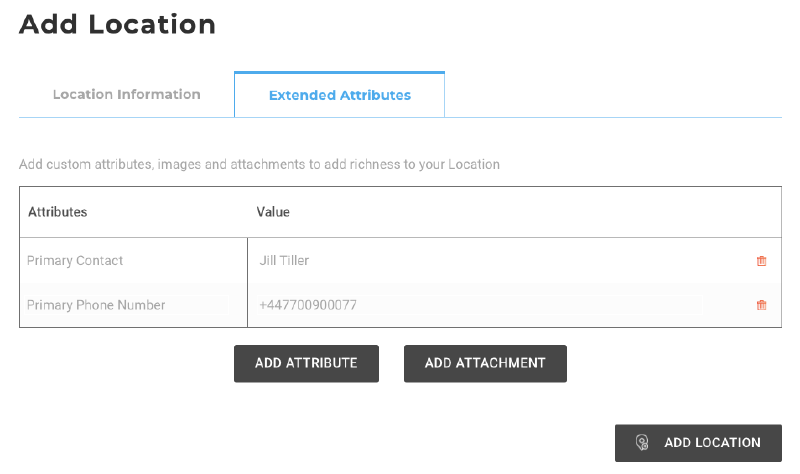 Add Location
Location Information Extended Attributes
Add custom attributes, images and attachments to add richness to your Location
Attributes Value
Primary Contact Jill Tiller
Primary Phone Number +447700900077
ADD ATTRIBUTE ADD ATTACHMENT
ADD LOCATION